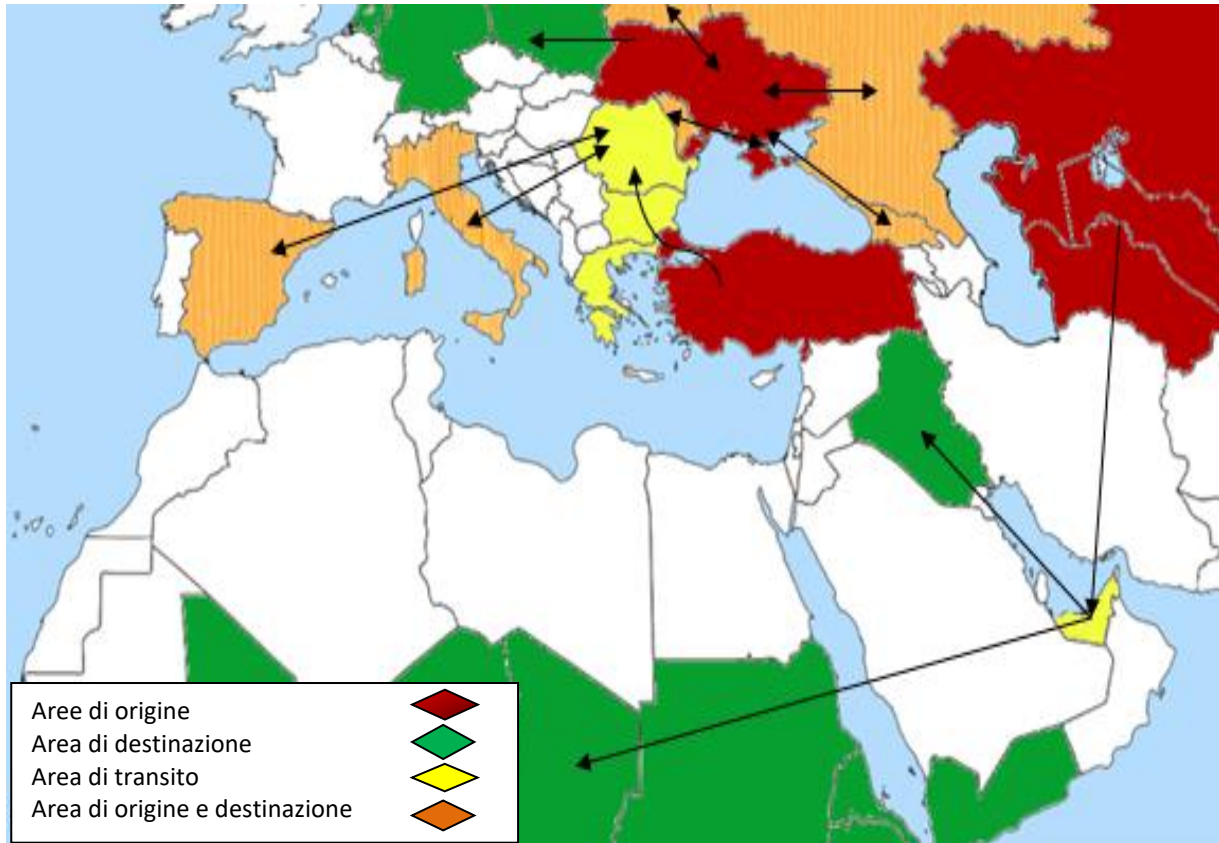 Aree di origine
Area di destinazione
Area di transito
Area di origine e destinazione